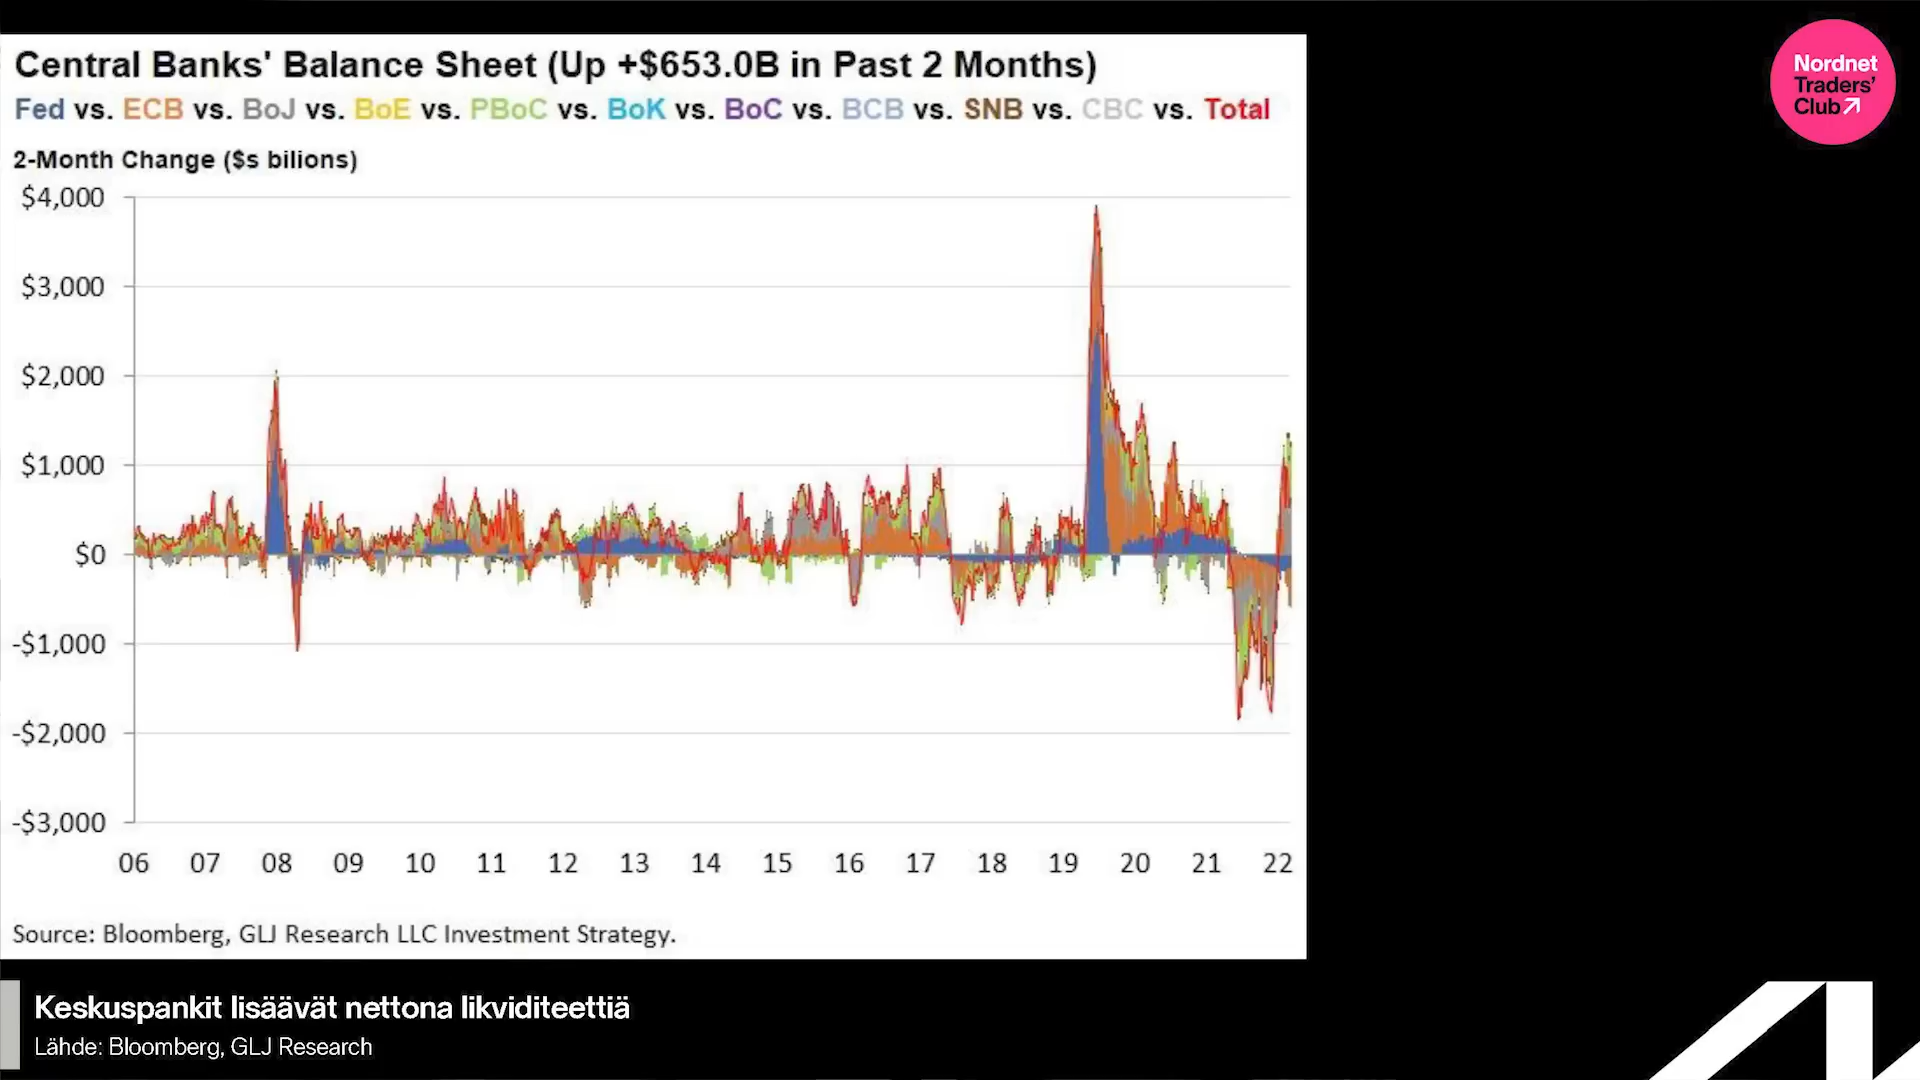 Central Banks' Balance Sheet (Up +$653.0B in Past 2 Months)
Fed vs. ECB vs. BoJ vs. BoE vs. PBoC vs. BoK vs. BoC vs. BCB vs. SNB vs. CBC vs. Total
2-Month Change ($s bilions)
$4,000
$3,000
$2,000
$1,000
$0
-$1,000
-$2,000
-$3,000
06 07 08 09 10 11 12 13 14 15 16 17 18 19 20 21 22
Source: Bloomberg, GLJ Research LLC Investment Strategy.
Nordnet
Traders'
Club
Keskuspankit lisäävät nettona likviditeettiä
Lähde: Bloomberg, GLJ Research